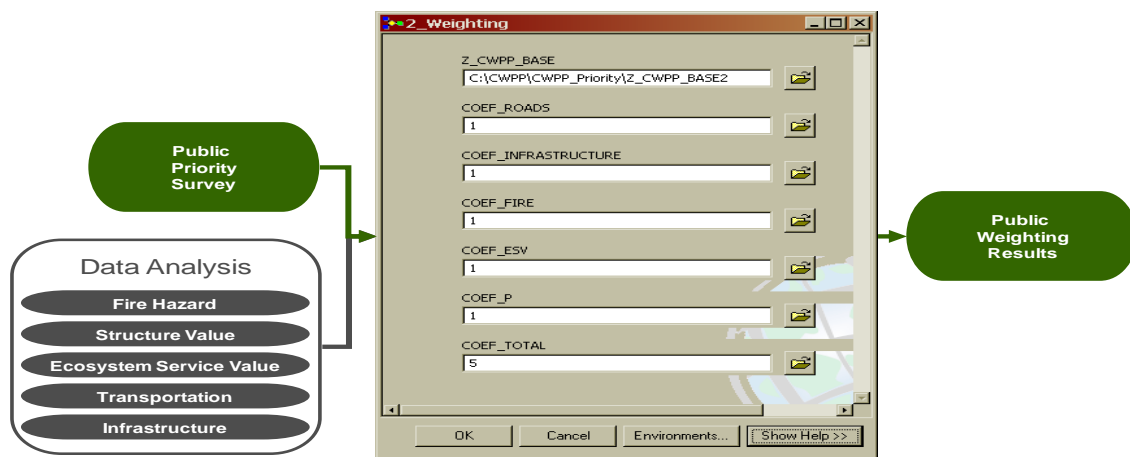 Public
Priority
Survey
Data Analysis
Fire Hazard
Structure Value
Ecosystem Service Value
Transportation
Infrastructure
2_Weighting
Z_CWPP_BASE
C:\CWPP\CWPP_Priority\Z_CWPP_BASE2
COEF_ROADS
1
COEF_INFRASTRUCTURE
1
COEF_FIRE
1
COEF_ESV
1
COEF_P
1
COEF_TOTAL
5
OK Cancel Environments... Show Help >>
Public
Weighting
Results